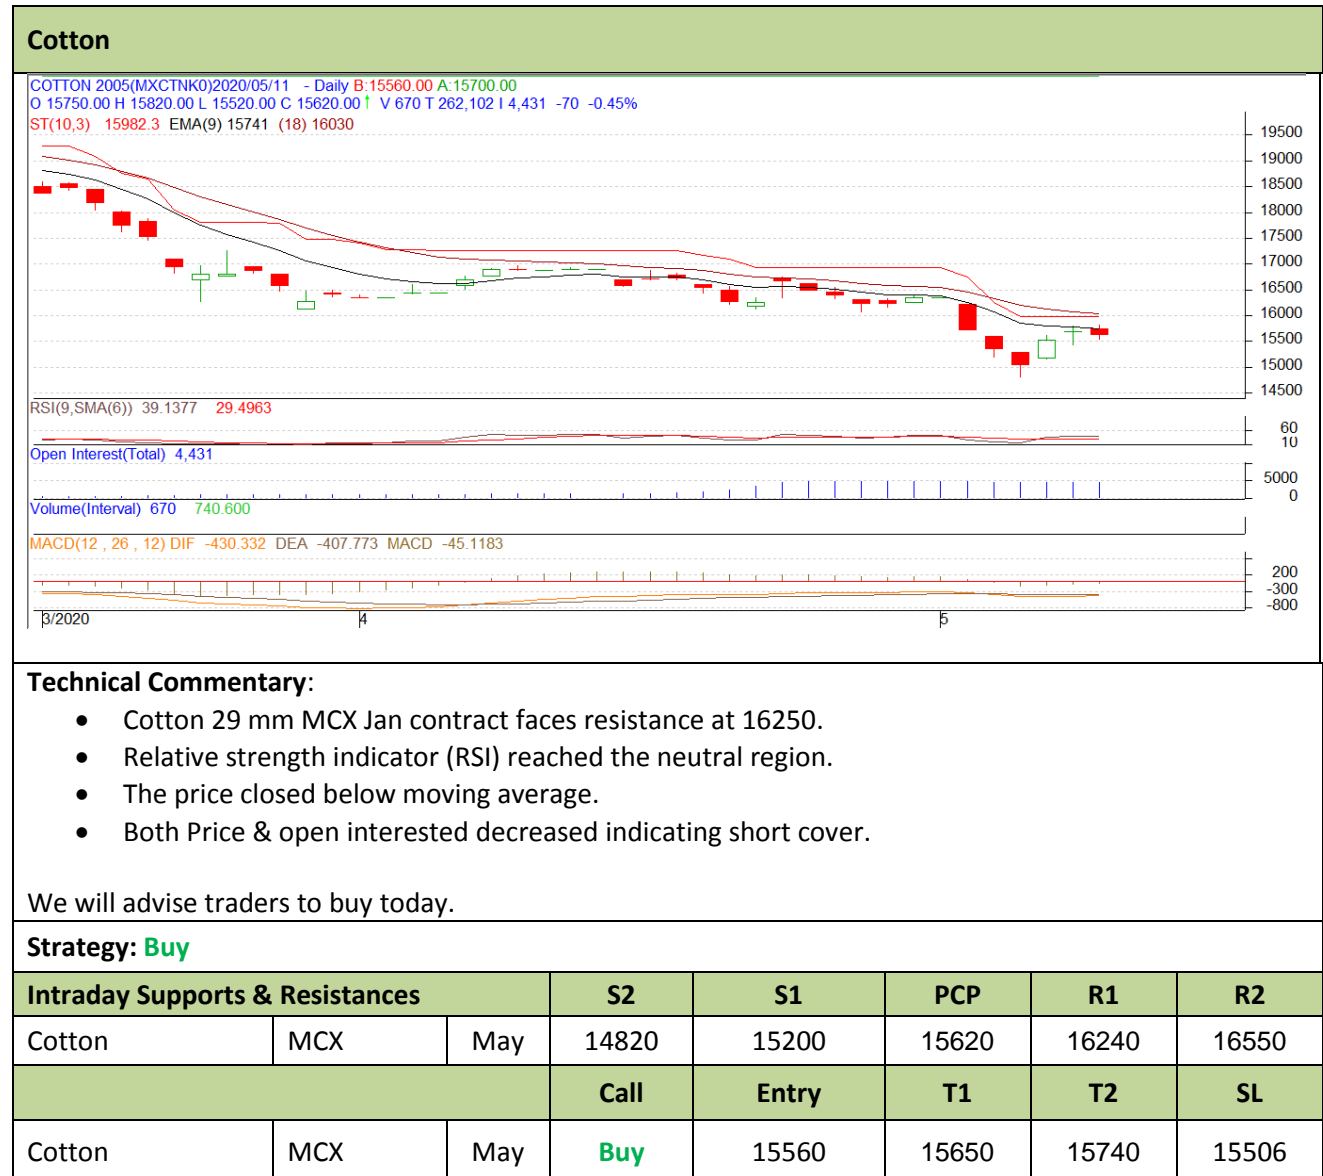 Cotton
COTTON 2005(MXCTNK0)2020/05/11 - Daily B:15560.00 A:15700.00
O 15750.00 H 15820.00 L 15520.00 C 15620.00↑ V 670 T 262,102 I 4,431 -70 -0.45%
ST(10,3) 15982.3 EMA(9) 15741 (18) 16030
19500
19000
18500
18000
17500
17000
16500
16000
15500
15000
14500
RSI(9,SMA(6)) 39.1377 29.4963
60
10
Open Interest(Total) 4,431
5000
0
Volume(Interval) 670 740.600
MACD(12 , 26 , 12) DIF -430.332 DEA -407.773 MACD -45.1183
200
-300
-800
3/2020 4 5
Technical Commentary:
• Cotton 29 mm MCX Jan contract faces resistance at 16250.
• Relative strength indicator (RSI) reached the neutral region.
• The price closed below moving average.
• Both Price & open interested decreased indicating short cover.
We will advise traders to buy today.
Strategy: Buy
Intraday Supports & Resistances S2 S1 PCP R1 R2
Cotton MCX May 14820 15200 15620 16240 16550
Call Entry T1 T2 SL
Cotton MCX May Buy 15560 15650 15740 15506